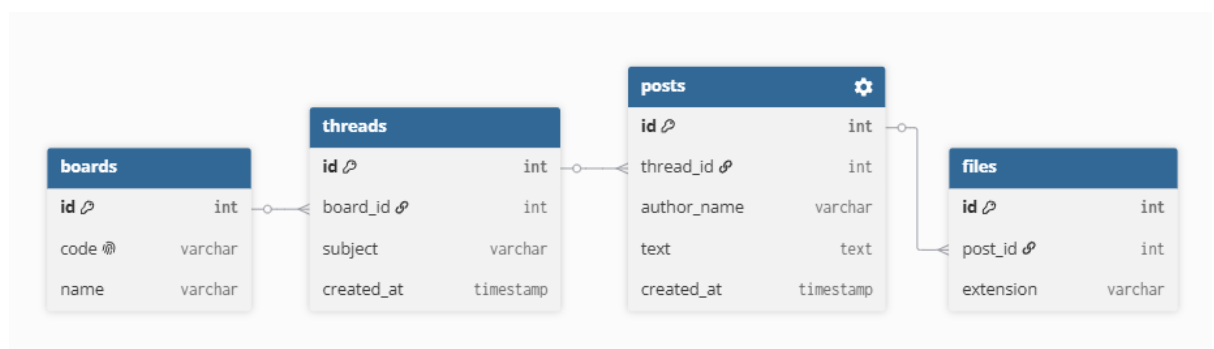 boards
id int
code varchar
name varchar
threads
id int
board_id int
subject varchar
created_at timestamp
posts
id int
thread_id int
author_name varchar
text text
created_at timestamp
files
id int
post_id int
extension varchar